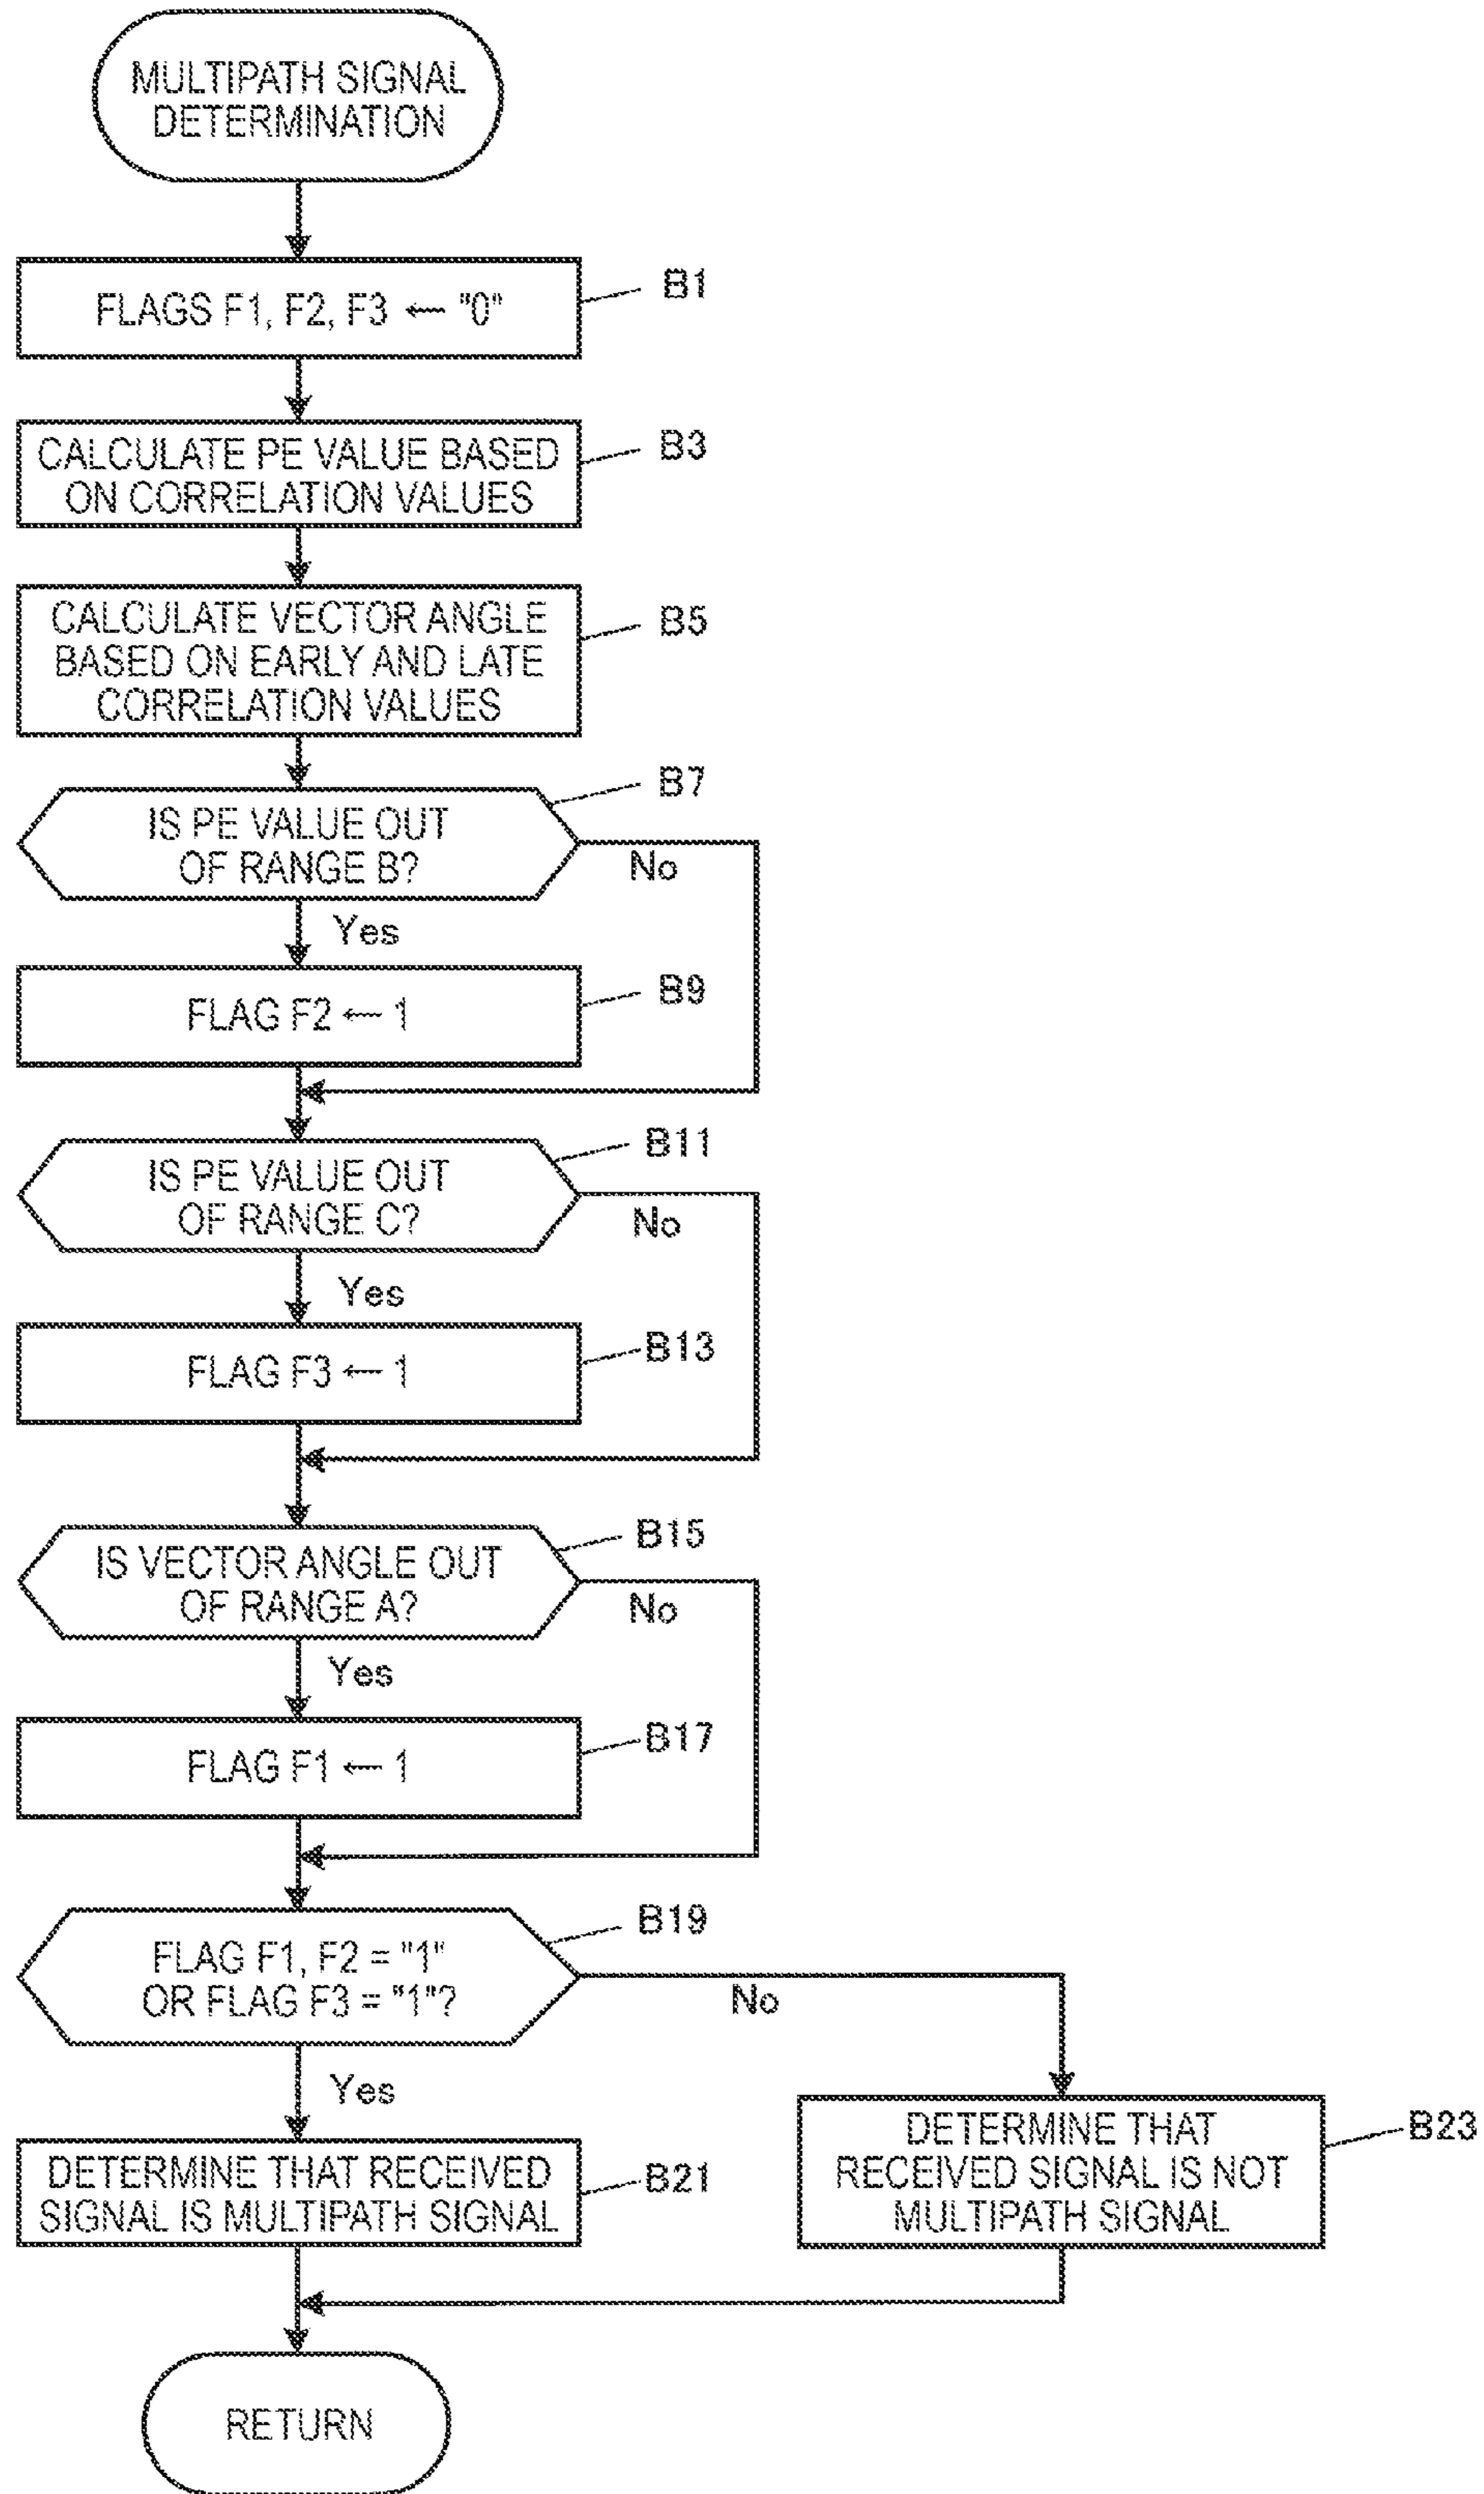 MULTIPATH SIGNAL
DETERMINATION
FLAGS F1, F2, F3 ← "0"
B1
CALCULATE PE VALUE BASED
ON CORRELATION VALUES
B3
CALCULATE VECTOR ANGLE
BASED ON EARLY AND LATE
CORRELATION VALUES
B5
IS PE VALUE OUT
OF RANGE B?
B7
No
Yes
FLAG F2 ← 1
B9
IS PE VALUE OUT
OF RANGE C?
B11
No
Yes
FLAG F3 ← 1
B13
IS VECTOR ANGLE OUT
OF RANGE A?
B15
No
Yes
FLAG F1 ← 1
B17
FLAG F1, F2 = "1"
OR FLAG F3 = "1"?
B19
No
Yes
DETERMINE THAT RECEIVED
SIGNAL IS MULTIPATH SIGNAL
B21
DETERMINE THAT
RECEIVED SIGNAL IS NOT
MULTIPATH SIGNAL
B23
RETURN